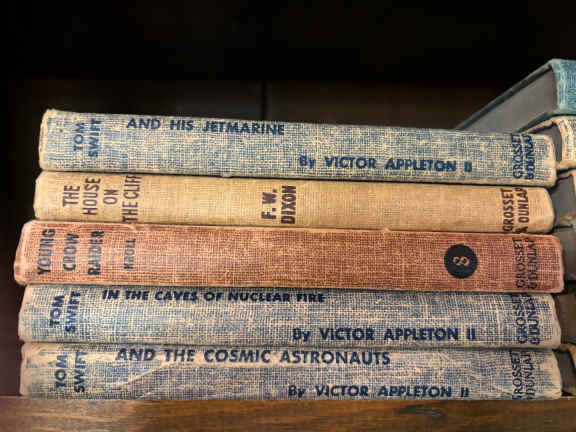 TOM
SWIFT
AND HIS JETMARINE
By VICTOR APPLETON II
GROSSET
& DUNLAP
THE
HOUSE
ON
THE CLIFF
F. W.
DIXON
GROSSET
& DUNLAP
YOUNG
CROW
RAIDER
KROLL
8
GROSSET
& DUNLAP
TOM
SWIFT
IN THE CAVES OF NUCLEAR FIRE
By VICTOR APPLETON II
GROSSET
& DUNLAP
TOM
SWIFT
AND THE COSMIC ASTRONAUTS
By VICTOR APPLETON II
GROSSET
& DUNLAP